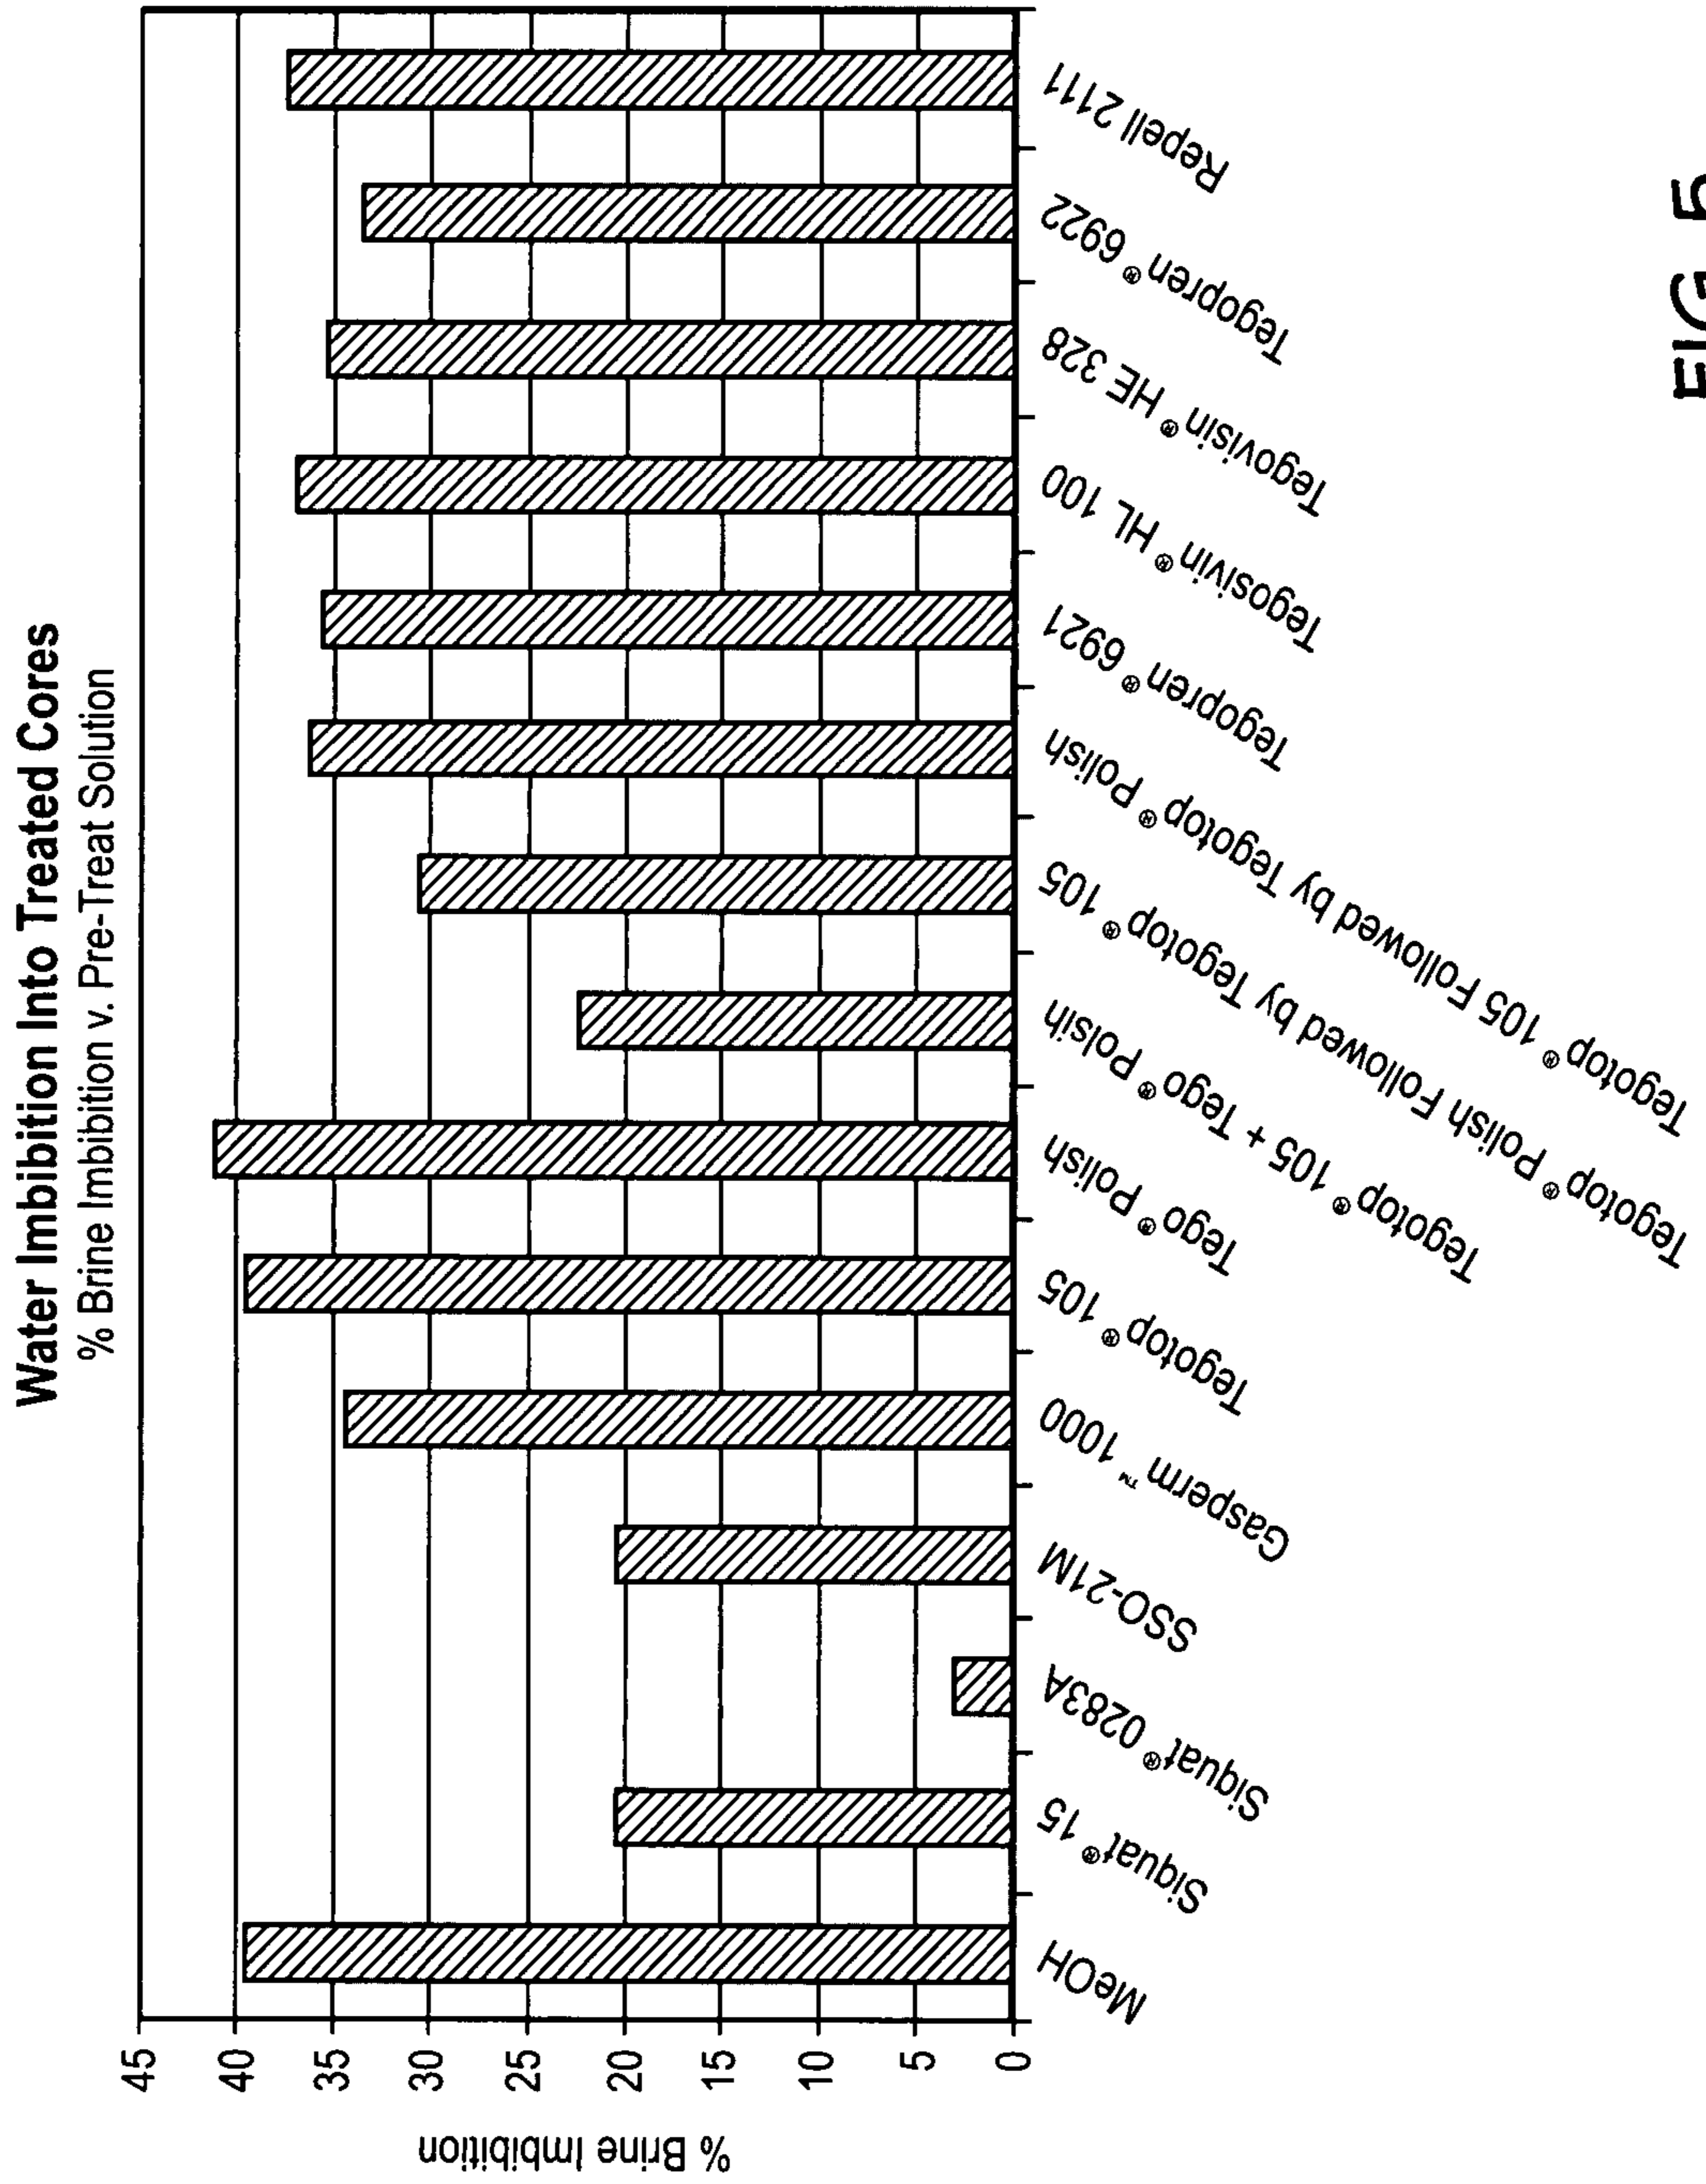 Water Imbibition Into Treated Cores
% Brine Imbibition v. Pre-Treat Solution
% Brine Imbibition
45
40
35
30
25
20
15
10
5
0
MeOH
Siquat® 15
Siquat® 0283A
SSO-21M
Gasperm™ 1000
Tegotop® 105
Tego® Polish
Tegotop® 105 + Tego® Polsih
Tegotop® Polish Followed by Tegotop® 105
Tegotop® 105 Followed by Tegotop® Polish
Tegopren® 6921
Tegosivin® HL 100
Tegovisin® HE 328
Tegopren® 6922
Repell 2111
FIG 5